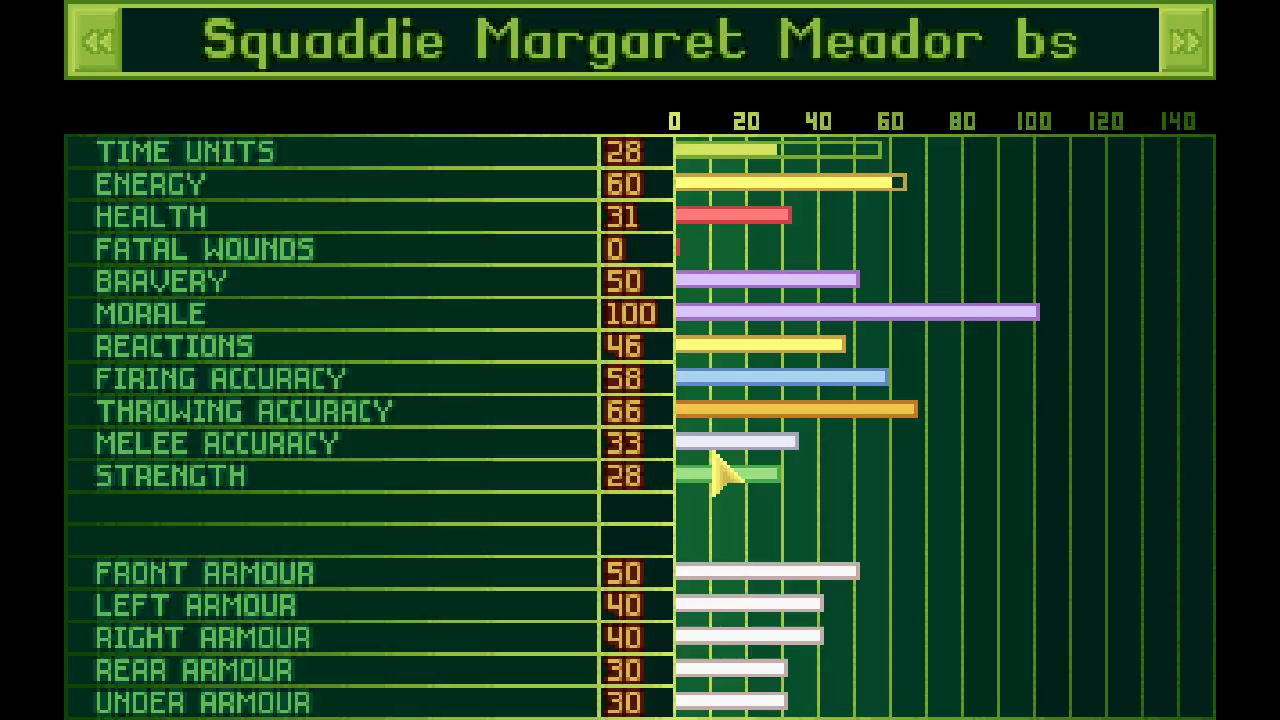 Squaddie Margaret Meador bs
0 20 40 60 80 100 120 140
TIME UNITS 28
ENERGY 60
HEALTH 31
FATAL WOUNDS 0
BRAVERY 50
MORALE 100
REACTIONS 46
FIRING ACCURACY 58
THROWING ACCURACY 66
MELEE ACCURACY 33
STRENGTH 28
FRONT ARMOUR 50
LEFT ARMOUR 40
RIGHT ARMOUR 40
REAR ARMOUR 30
UNDER ARMOUR 30